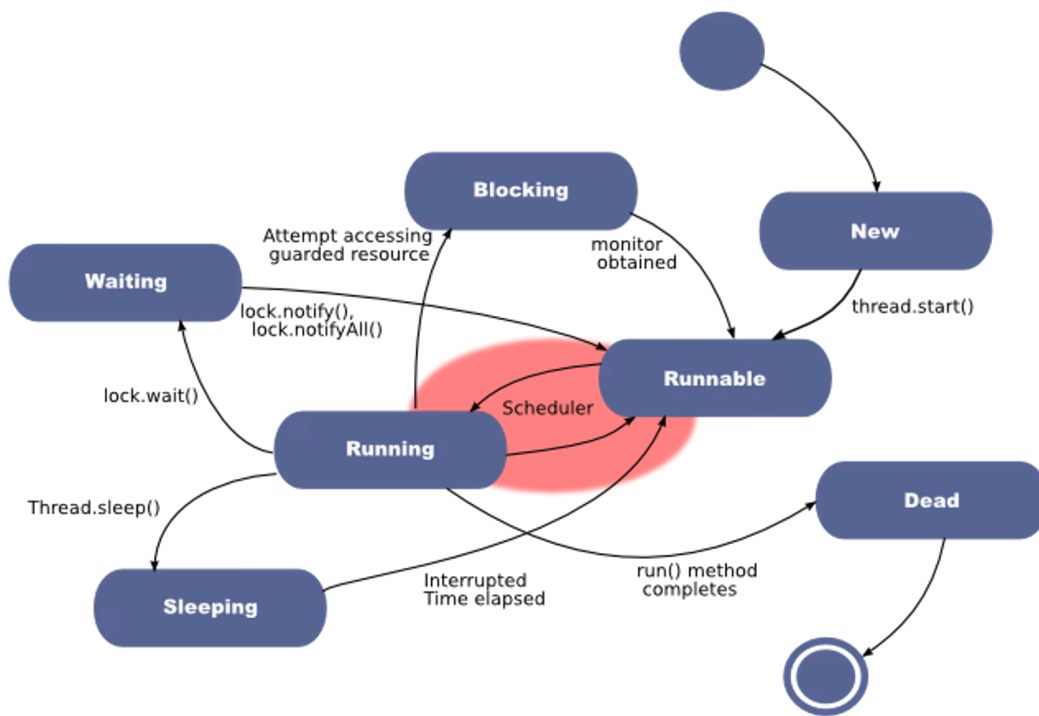 Blocking
New
Attempt accessing
guarded resource
monitor
obtained
Waiting
lock.notify(),
lock.notifyAll()
thread.start()
Runnable
lock.wait()
Scheduler
Running
Thread.sleep()
Dead
Interrupted
Time elapsed
run() method
completes
Sleeping